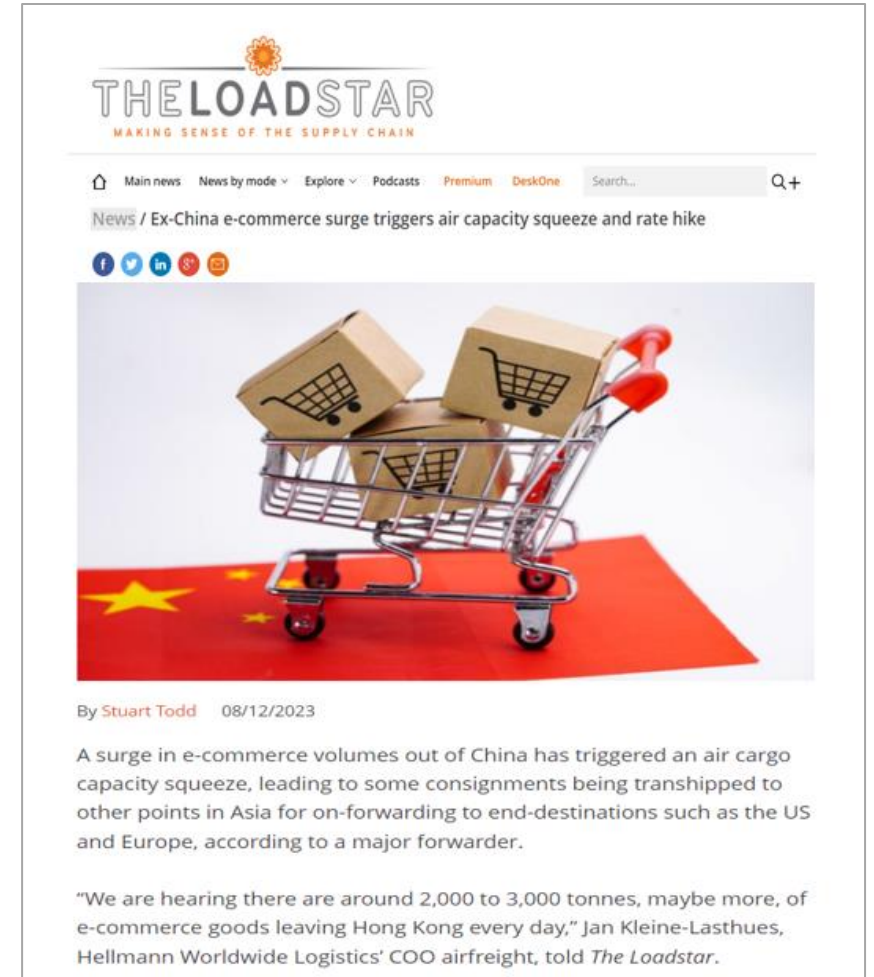 THELOADSTAR
MAKING SENSE OF THE SUPPLY CHAIN
Main news News by mode Explore Podcasts Premium DeskOne Search...
News / Ex-China e-commerce surge triggers air capacity squeeze and rate hike
By Stuart Todd 08/12/2023
A surge in e-commerce volumes out of China has triggered an air cargo
capacity squeeze, leading to some consignments being transhipped to
other points in Asia for on-forwarding to end-destinations such as the US
and Europe, according to a major forwarder.
“We are hearing there are around 2,000 to 3,000 tonnes, maybe more, of
e-commerce goods leaving Hong Kong every day,” Jan Kleine-Lasthues,
Hellmann Worldwide Logistics’ COO airfreight, told The Loadstar.